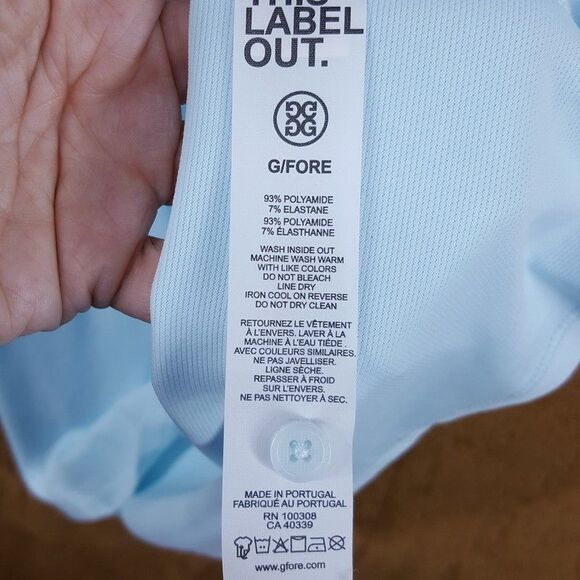 THIS
LABEL
OUT.
G/FORE
93% POLYAMIDE
7% ELASTANE
93% POLYAMIDE
7% ÉLASTHANNE
WASH INSIDE OUT
MACHINE WASH WARM
WITH LIKE COLORS
DO NOT BLEACH
LINE DRY
IRON COOL ON REVERSE
DO NOT DRY CLEAN
RETOURNEZ LE VÊTEMENT
À L'ENVERS. LAVER À LA
MACHINE À L'EAU TIÉDE .
AVEC COULEURS SIMILAIRES.
NE PAS JAVELLISER.
LIGNE SÈCHE.
REPASSER À FROID
SUR L'ENVERS.
NE PAS NETTOYER À SEC.
MADE IN PORTUGAL
FABRIQUÉ AU PORTUGAL
RN 100308
CA 40339
www.gfore.com